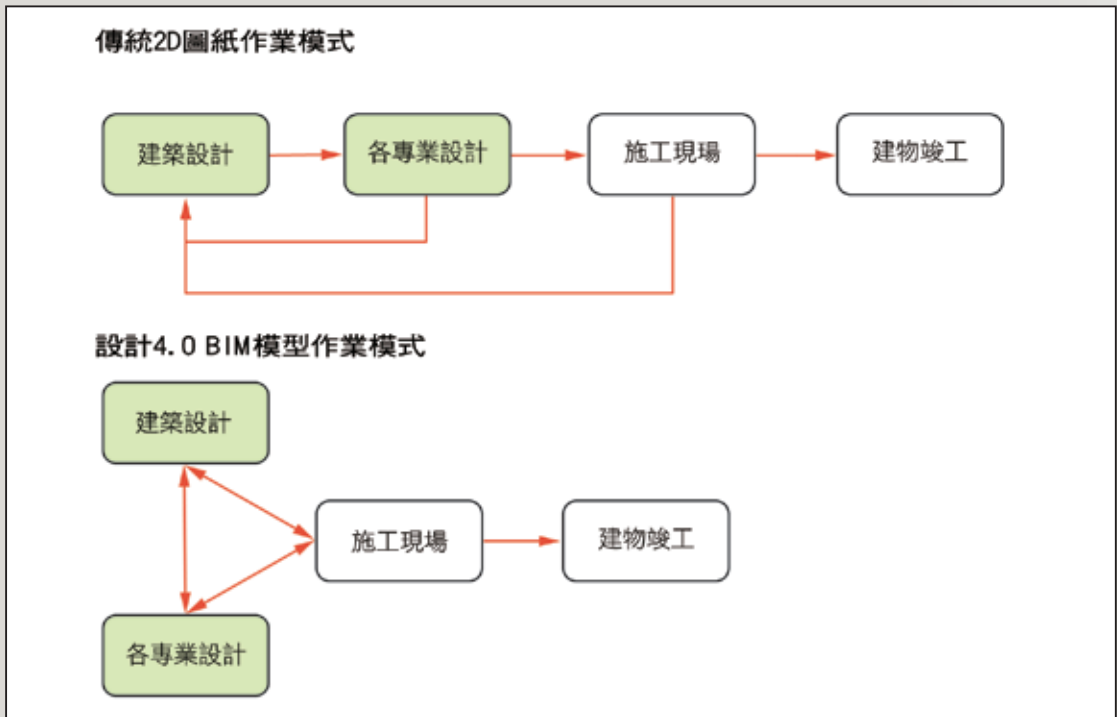 傳統2D圖紙作業模式
建築設計
各專業設計
施工現場
建物竣工
設計4.0 BIM模型作業模式
建築設計
施工現場
建物竣工
各專業設計